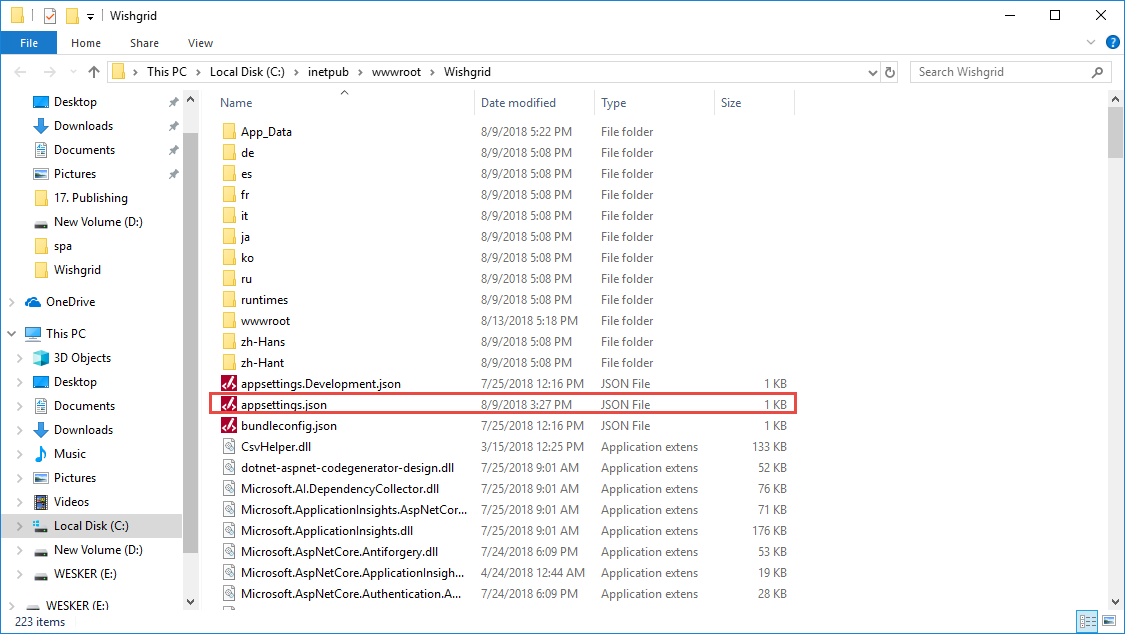 Wishgrid
File Home Share View
This PC Local Disk (C:) inetpub wwwroot Wishgrid Search Wishgrid
Desktop
Downloads
Documents
Pictures
17. Publishing
New Volume (D:)
spa
Wishgrid
OneDrive
This PC
3D Objects
Desktop
Documents
Downloads
Music
Pictures
Videos
Local Disk (C:)
New Volume (D:)
WESKER (E:)
WESKER (E:)
Name Date modified Type Size
App_Data 8/9/2018 5:22 PM File folder
de 8/9/2018 5:08 PM File folder
es 8/9/2018 5:08 PM File folder
fr 8/9/2018 5:08 PM File folder
it 8/9/2018 5:08 PM File folder
ja 8/9/2018 5:08 PM File folder
ko 8/9/2018 5:08 PM File folder
ru 8/9/2018 5:08 PM File folder
runtimes 8/9/2018 5:08 PM File folder
wwwroot 8/13/2018 5:18 PM File folder
zh-Hans 8/9/2018 5:08 PM File folder
zh-Hant 8/9/2018 5:08 PM File folder
appsettings.Development.json 7/25/2018 12:16 PM JSON File 1 KB
appsettings.json 8/9/2018 3:27 PM JSON File 1 KB
bundleconfig.json 7/25/2018 12:16 PM JSON File 1 KB
CsvHelper.dll 3/15/2018 12:25 PM Application extens 133 KB
dotnet-aspnet-codegenerator-design.dll 7/25/2018 9:01 AM Application extens 52 KB
Microsoft.AI.DependencyCollector.dll 7/25/2018 9:01 AM Application extens 76 KB
Microsoft.ApplicationInsights.AspNetCor... 7/25/2018 9:01 AM Application extens 71 KB
Microsoft.ApplicationInsights.dll 7/25/2018 9:01 AM Application extens 176 KB
Microsoft.AspNetCore.Antiforgery.dll 7/24/2018 6:09 PM Application extens 53 KB
Microsoft.AspNetCore.ApplicationInsigh... 4/24/2018 12:44 AM Application extens 19 KB
Microsoft.AspNetCore.Authentication.A... 7/24/2018 6:09 PM Application extens 28 KB
223 items